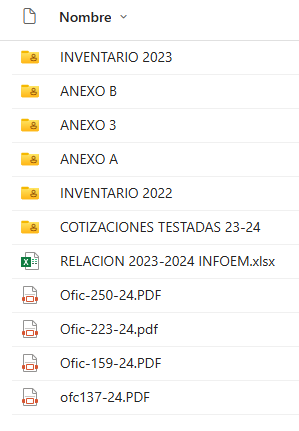 Nombre
INVENTARIO 2023
ANEXO B
ANEXO 3
ANEXO A
INVENTARIO 2022
COTIZACIONES TESTADAS 23-24
RELACION 2023-2024 INFOEM.xlsx
Ofic-250-24.PDF
Ofic-223-24.pdf
Ofic-159-24.PDF
ofc137-24.PDF